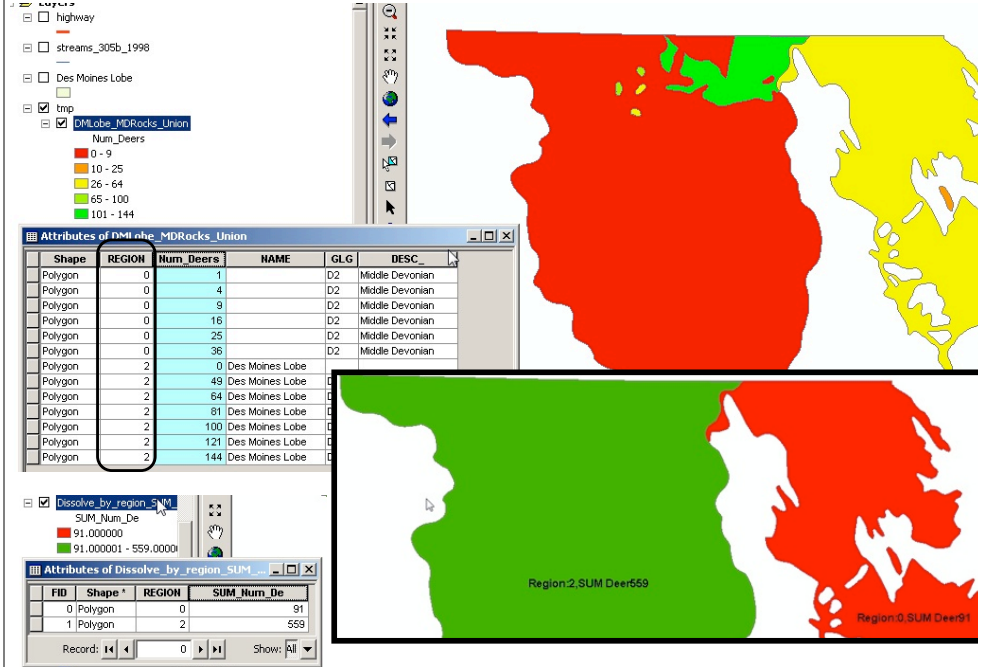 Layers
highway
streams_305b_1998
Des Moines Lobe
tmp
DMLobe_MDRocks_Union
Num_Deers
0 - 9
10 - 25
26 - 64
65 - 100
101 - 144
Attributes of DMLobe_MDRocks_Union
Shape REGION Num_Deers NAME GLG DESC_
Polygon 0 1 D2 Middle Devonian
Polygon 0 4 D2 Middle Devonian
Polygon 0 9 D2 Middle Devonian
Polygon 0 16 D2 Middle Devonian
Polygon 0 25 D2 Middle Devonian
Polygon 0 36 D2 Middle Devonian
Polygon 2 0 Des Moines Lobe
Polygon 2 49 Des Moines Lobe
Polygon 2 64 Des Moines Lobe
Polygon 2 81 Des Moines Lobe
Polygon 2 100 Des Moines Lobe
Polygon 2 121 Des Moines Lobe
Polygon 2 144 Des Moines Lobe
Dissolve_by_region_SUM_
SUM_Num_De
91.000000
91.000001 - 559.0000
Attributes of Dissolve_by_region_SUM_...
FID Shape * REGION SUM_Num_De
0 Polygon 0 91
1 Polygon 2 559
Record: 0 Show: All
Region:2,SUM Deer559
Region:0,SUM Deer91